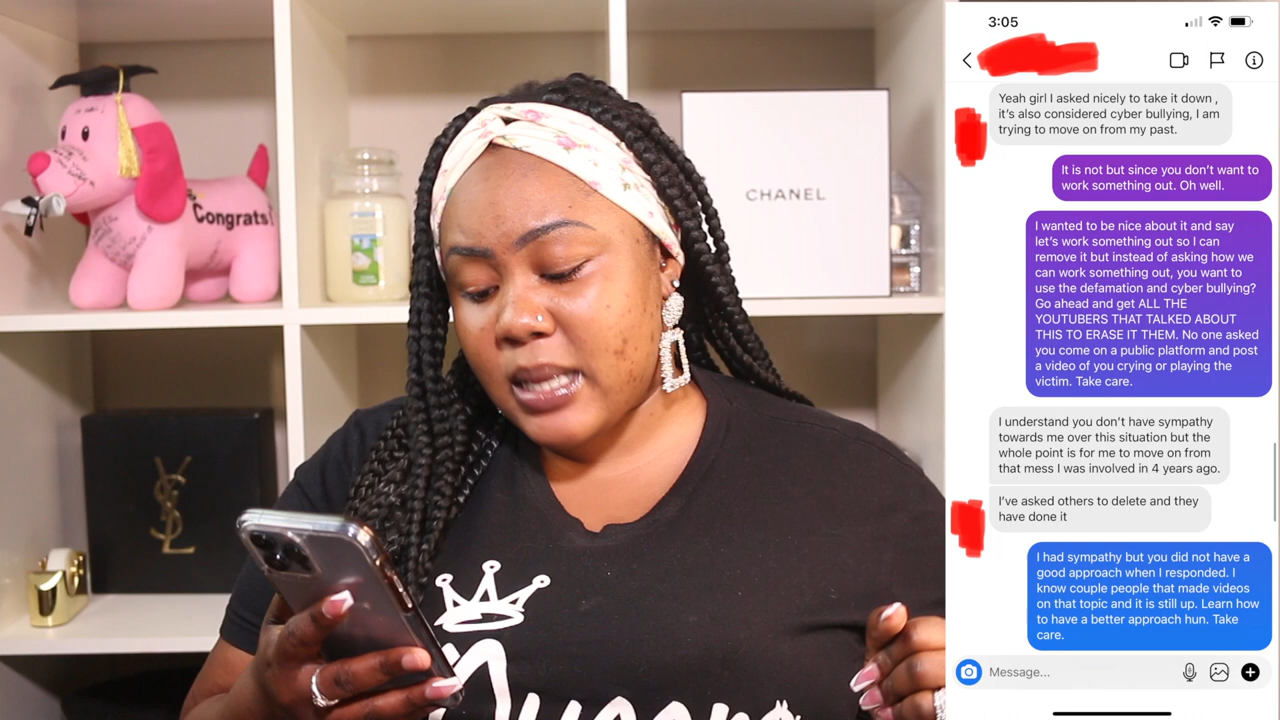 Congrats!
CHANEL
YSL
Queens
3:05
Yeah girl I asked nicely to take it down ,
it's also considered cyber bullying, I am
trying to move on from my past.
It is not but since you don't want to
work something out. Oh well.
I wanted to be nice about it and say
let's work something out so I can
remove it but instead of asking how we
can work something out, you want to
use the defamation and cyber bullying?
Go ahead and get ALL THE
YOUTUBERS THAT TALKED ABOUT
THIS TO ERASE IT THEM. No one asked
you come on a public platform and post
a video of you crying or playing the
victim. Take care.
I understand you don't have sympathy
towards me over this situation but the
whole point is for me to move on from
that mess I was involved in 4 years ago.
I've asked others to delete and they
have done it
I had sympathy but you did not have a
good approach when I responded. I
know couple people that made videos
on that topic and it is still up. Learn how
to have a better approach hun. Take
care.
Message...